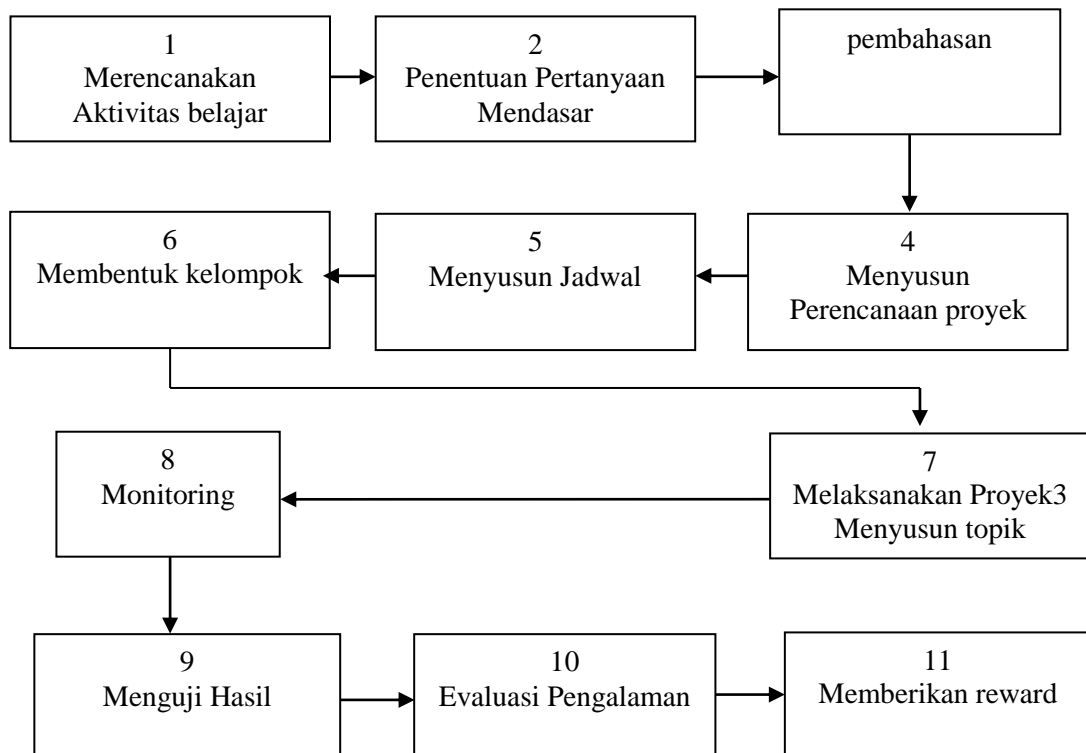 1
Merencanakan
Aktivitas belajar
2
Penentuan Pertanyaan
Mendasar
pembahasan
4
Menyusun
Perencanaan proyek
5
Menyusun Jadwal
6
Membentuk kelompok
7
Melaksanakan Proyek3
Menyusun topik
8
Monitoring
9
Menguji Hasil
10
Evaluasi Pengalaman
11
Memberikan reward